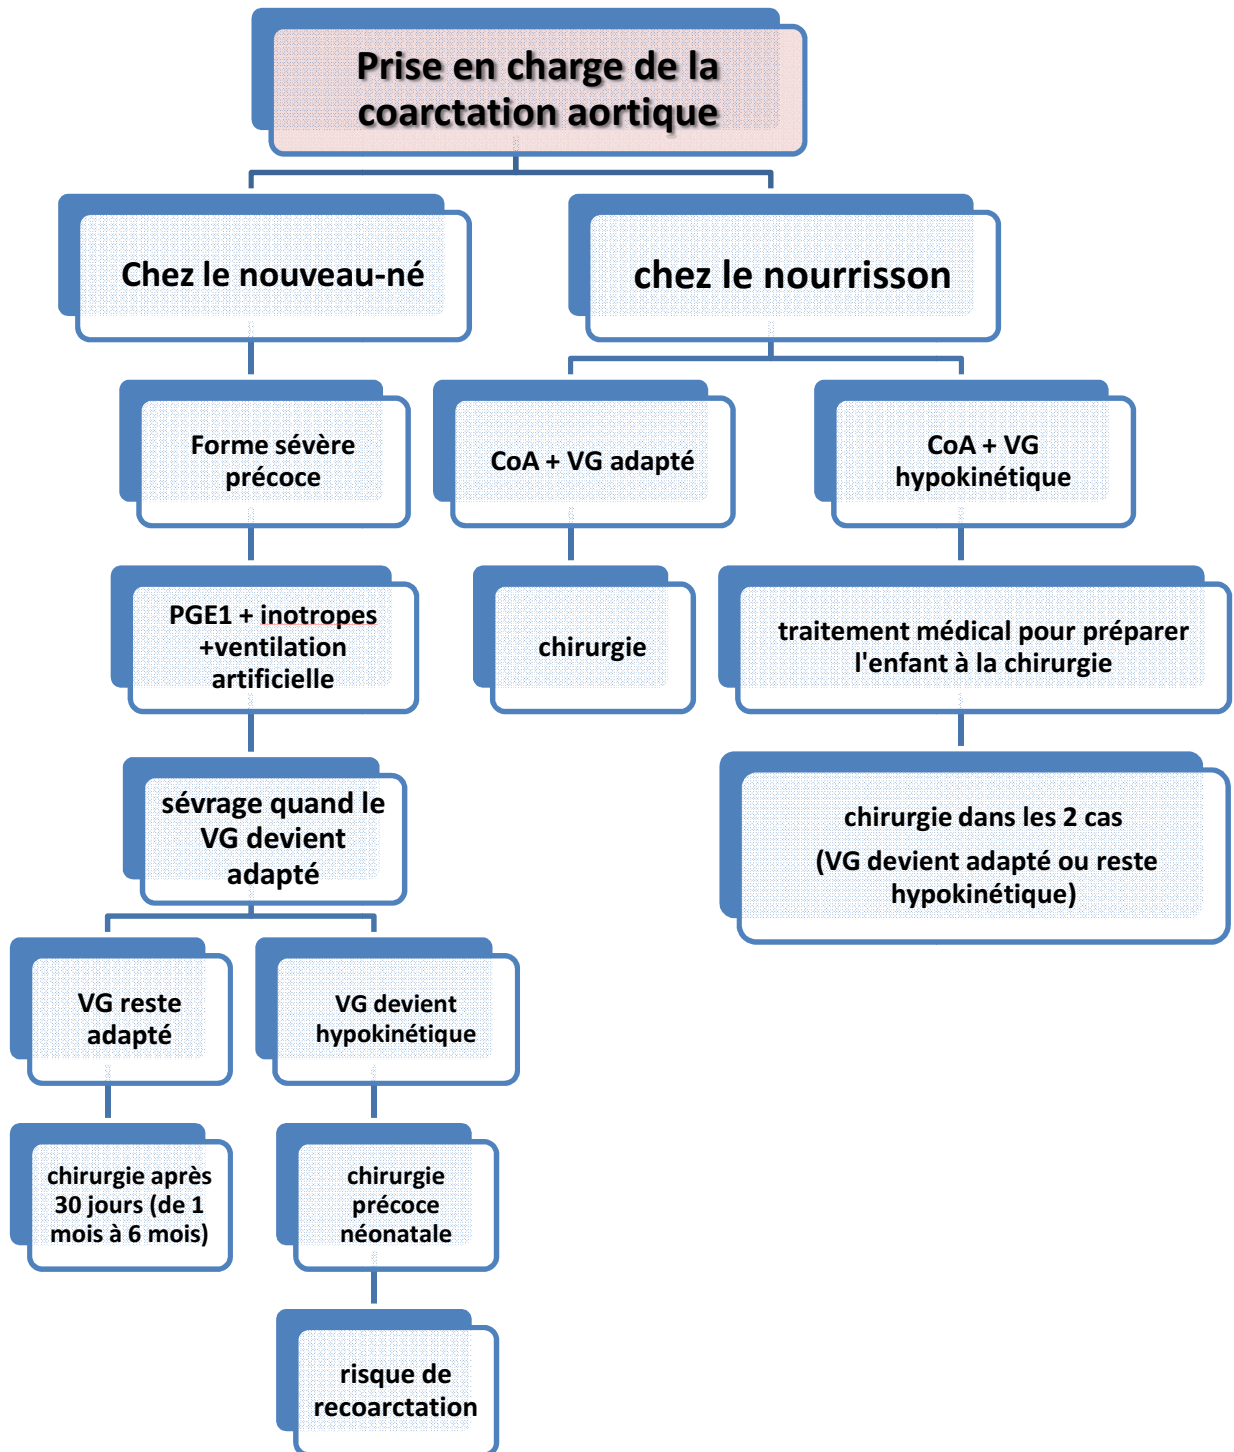 Prise en charge de la
coarctation aortique
Chez le nouveau-né
chez le nourrisson
Forme sévère
précoce
CoA + VG adapté
CoA + VG
hypokinétique
PGE1 + inotropes
+ventilation
artificielle
chirurgie
traitement médical pour préparer
l'enfant à la chirurgie
sévrage quand le
VG devient
adapté
chirurgie dans les 2 cas
(VG devient adapté ou reste
hypokinétique)
VG reste
adapté
VG devient
hypokinétique
chirurgie après
30 jours (de 1
mois à 6 mois)
chirurgie
précoce
néonatale
risque de
recoarctation